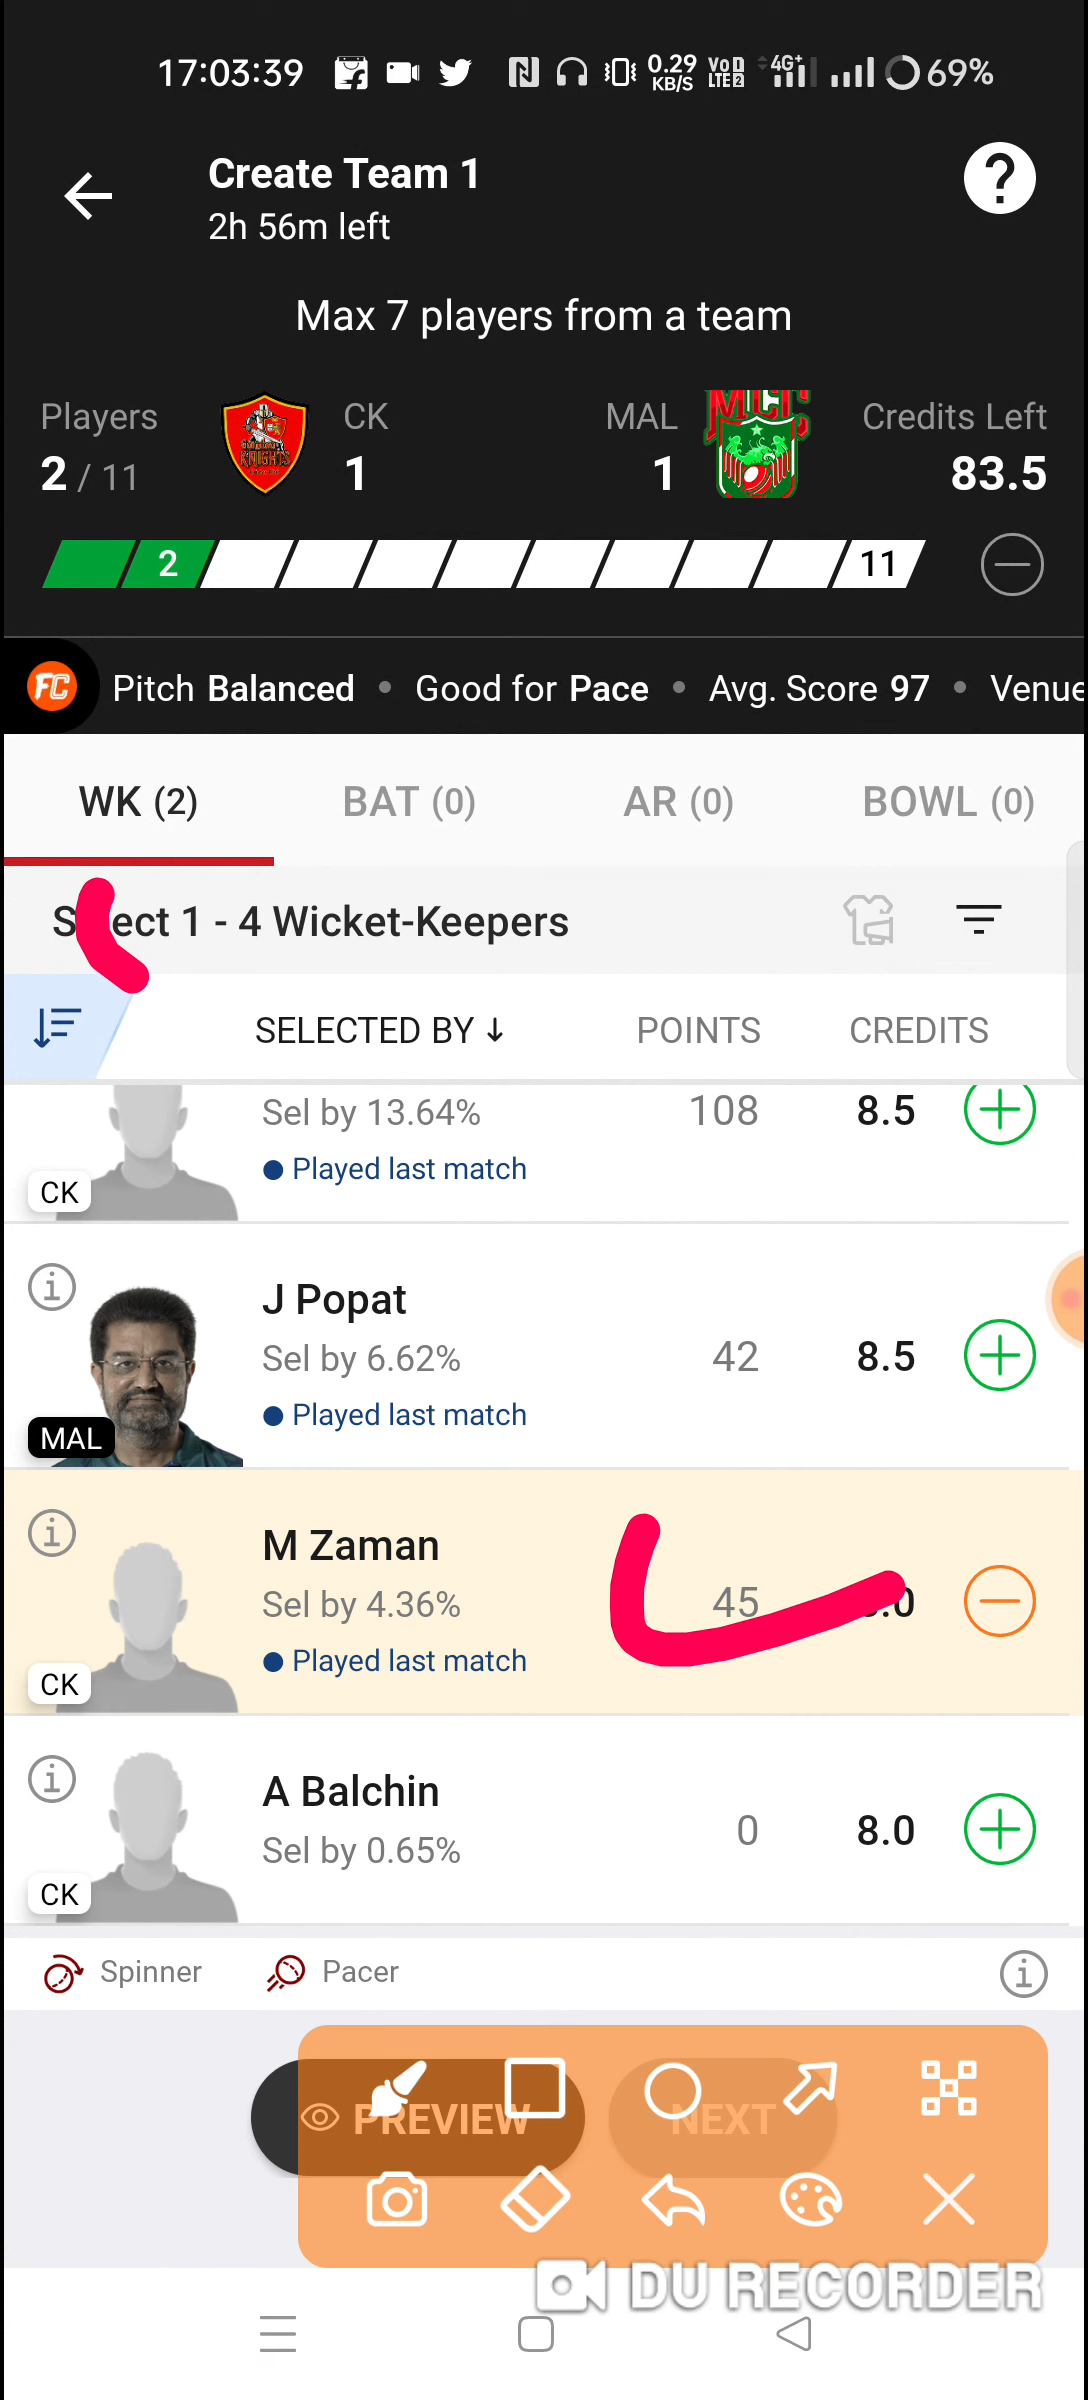 17:03:39 0.29 KB/S VoD LTE2 4G+ 69%
Create Team 1
2h 56m left
Max 7 players from a team
Players CK MAL Credits Left
2 / 11 1 1 83.5
KNIGHTS
2 11
FC Pitch Balanced • Good for Pace • Avg. Score 97 • Venue
WK (2) BAT (0) AR (0) BOWL (0)
1 - 4 Wicket-Keepers
SELECTED BY ↓ POINTS CREDITS
Sel by 13.64% 108 8.5
Played last match
CK
J Popat
Sel by 6.62% 42 8.5
Played last match
MAL
M Zaman
Sel by 4.36% 45
Played last match
CK
A Balchin
Sel by 0.65% 0 8.0
CK
Spinner Pacer
PREVIEW NEXT
DU RECORDER